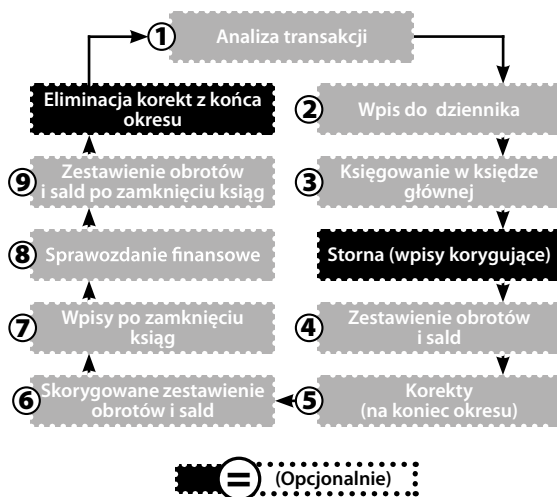 1
Analiza transakcji
2
Wpis do dziennika
3
Księgowanie w księdze
głównej
Storna (wpisy korygujące)
4
Zestawienie obrotów
i sald
5
Korekty
(na koniec okresu)
6
Skorygowane zestawienie
obrotów i sald
7
Wpisy po zamknięciu
ksiąg
8
Sprawozdanie finansowe
9
Zestawienie obrotów
i sald po zamknięciu ksiąg
Eliminacja korekt z końca
okresu
= (Opcjonalnie)